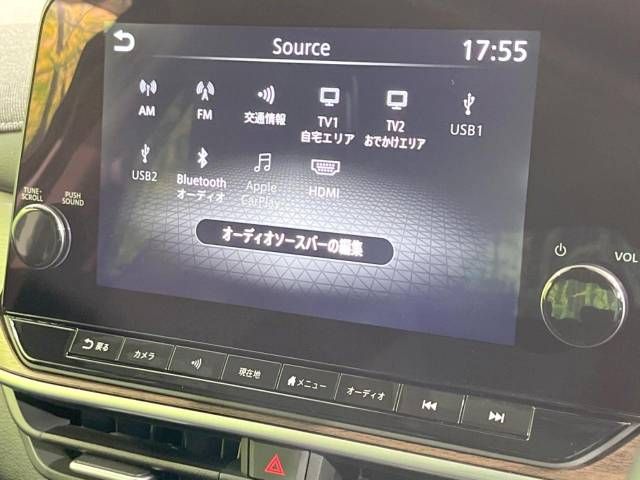 Source
17:55
AM
FM
交通情報
TV1
自宅エリア
TV2
おでかけエリア
USB1
USB2
Bluetooth
オーディオ
Apple
CarPlay
HDMI
オーディオソースバーの編集
TUNE・
SCROLL
PUSH
SOUND
VOL
戻る
カメラ
現在地
メニュー
オーディオ